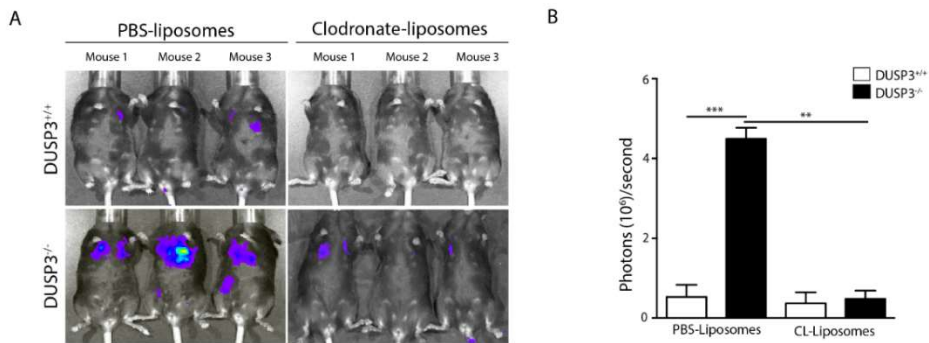 A
PBS-liposomes
Clodronate-liposomes
Mouse 1 Mouse 2 Mouse 3
Mouse 1 Mouse 2 Mouse 3
DUSP3+/+
DUSP3-/-
B
DUSP3+/+
DUSP3-/-
***
**
Photons (10⁶)/second
6
4
2
0
PBS-Liposomes
CL-Liposomes